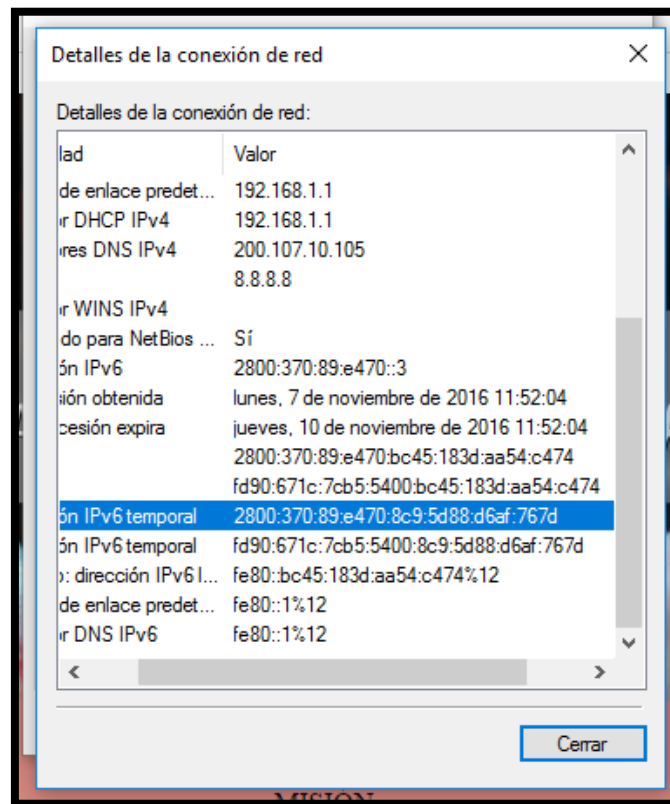 Detalles de la conexión de red
Detalles de la conexión de red:
lad Valor
de enlace predet... 192.168.1.1
r DHCP IPv4 192.168.1.1
res DNS IPv4 200.107.10.105
8.8.8.8
r WINS IPv4
do para NetBios ... Sí
ón IPv6 2800:370:89:e470::3
sión obtenida lunes, 7 de noviembre de 2016 11:52:04
cesión expira jueves, 10 de noviembre de 2016 11:52:04
2800:370:89:e470:bc45:183d:aa54:c474
fd90:671c:7cb5:5400:bc45:183d:aa54:c474
ón IPv6 temporal 2800:370:89:e470:8c9:5d88:d6af:767d
ón IPv6 temporal fd90:671c:7cb5:5400:8c9:5d88:d6af:767d
o: dirección IPv6 l... fe80::bc45:183d:aa54:c474%12
de enlace predet... fe80::1%12
r DNS IPv6 fe80::1%12
Cerrar
MISIÓN